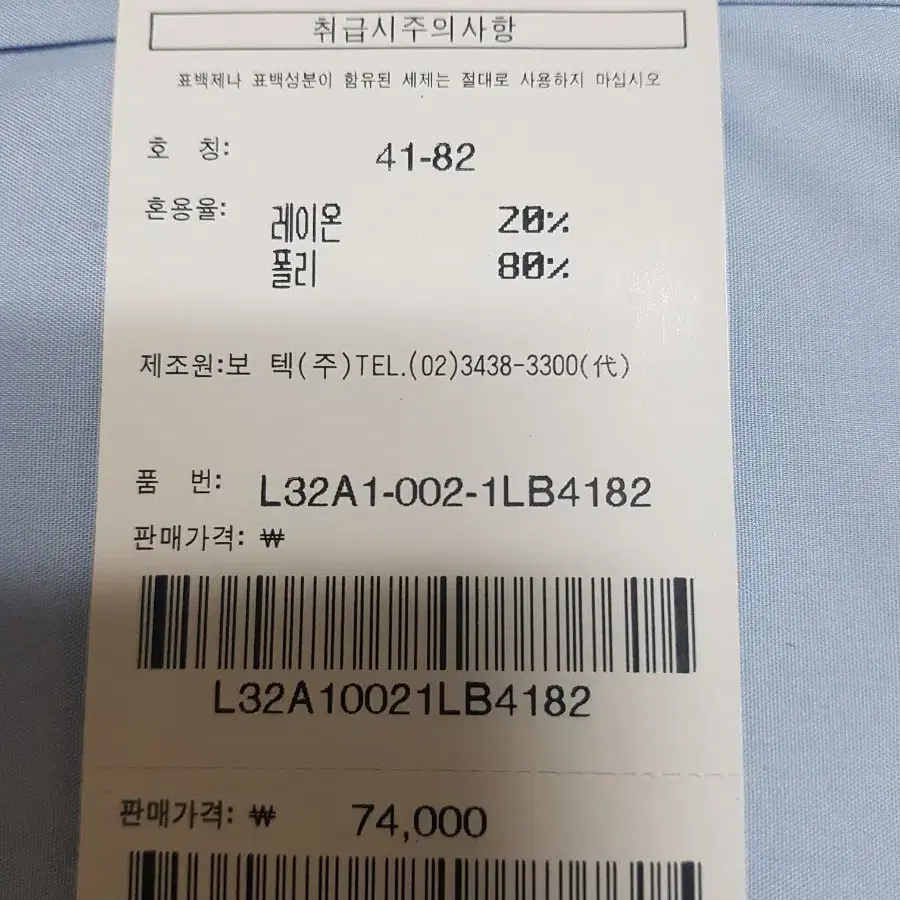 취급시주의사항
표백제나 표백성분이 함유된 세제는 절대로 사용하지 마십시오
호 칭: 41-82
혼용율: 레이온 20%
폴리 80%
제조원:보 텍(주)TEL.(02)3438-3300(代)
품 번: L32A1-002-1LB4182
판매가격: ₩
L32A10021LB4182
판매가격: ₩ 74,000